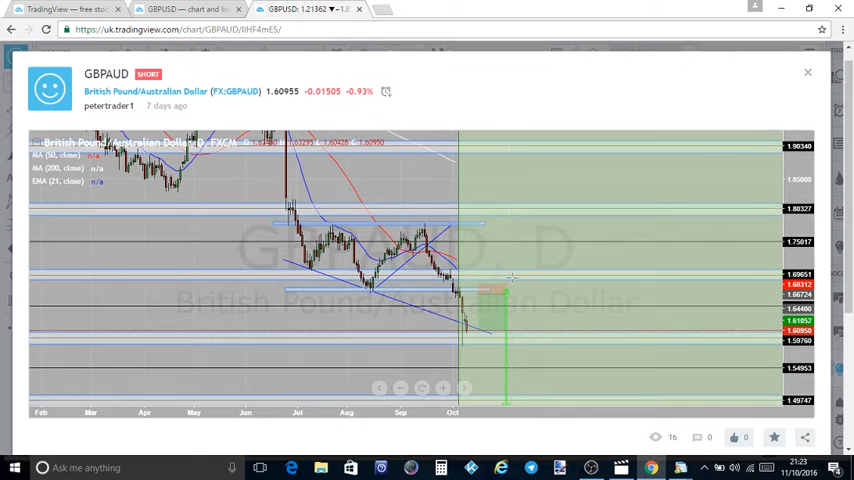 TradingView — free stoc
GBPUSD — chart and liv
GBPUSD: 1.21362 ▼−1.8
https://uk.tradingview.com/chart/GBPAUD/IIHF4mES/
GBPAUD SHORT
British Pound/Australian Dollar (FX:GBPAUD) 1.60955 -0.01505 -0.93%
petertrader1 7 days ago
British Pound/Australian Dollar, D, FXCM
MA (50, close) n/a
MA (200, close) n/a
EMA (21, close) n/a
GBPAUD, D
British Pound/Australian Dollar
1.90340
1.85000
1.80327
1.75017
1.69651
1.68312
1.66724
1.64400
1.61052
1.60950
1.59760
1.54953
1.49747
Feb Mar Apr May Jun Jul Aug Sep Oct
16 0 0
Ask me anything
21:23
11/10/2016